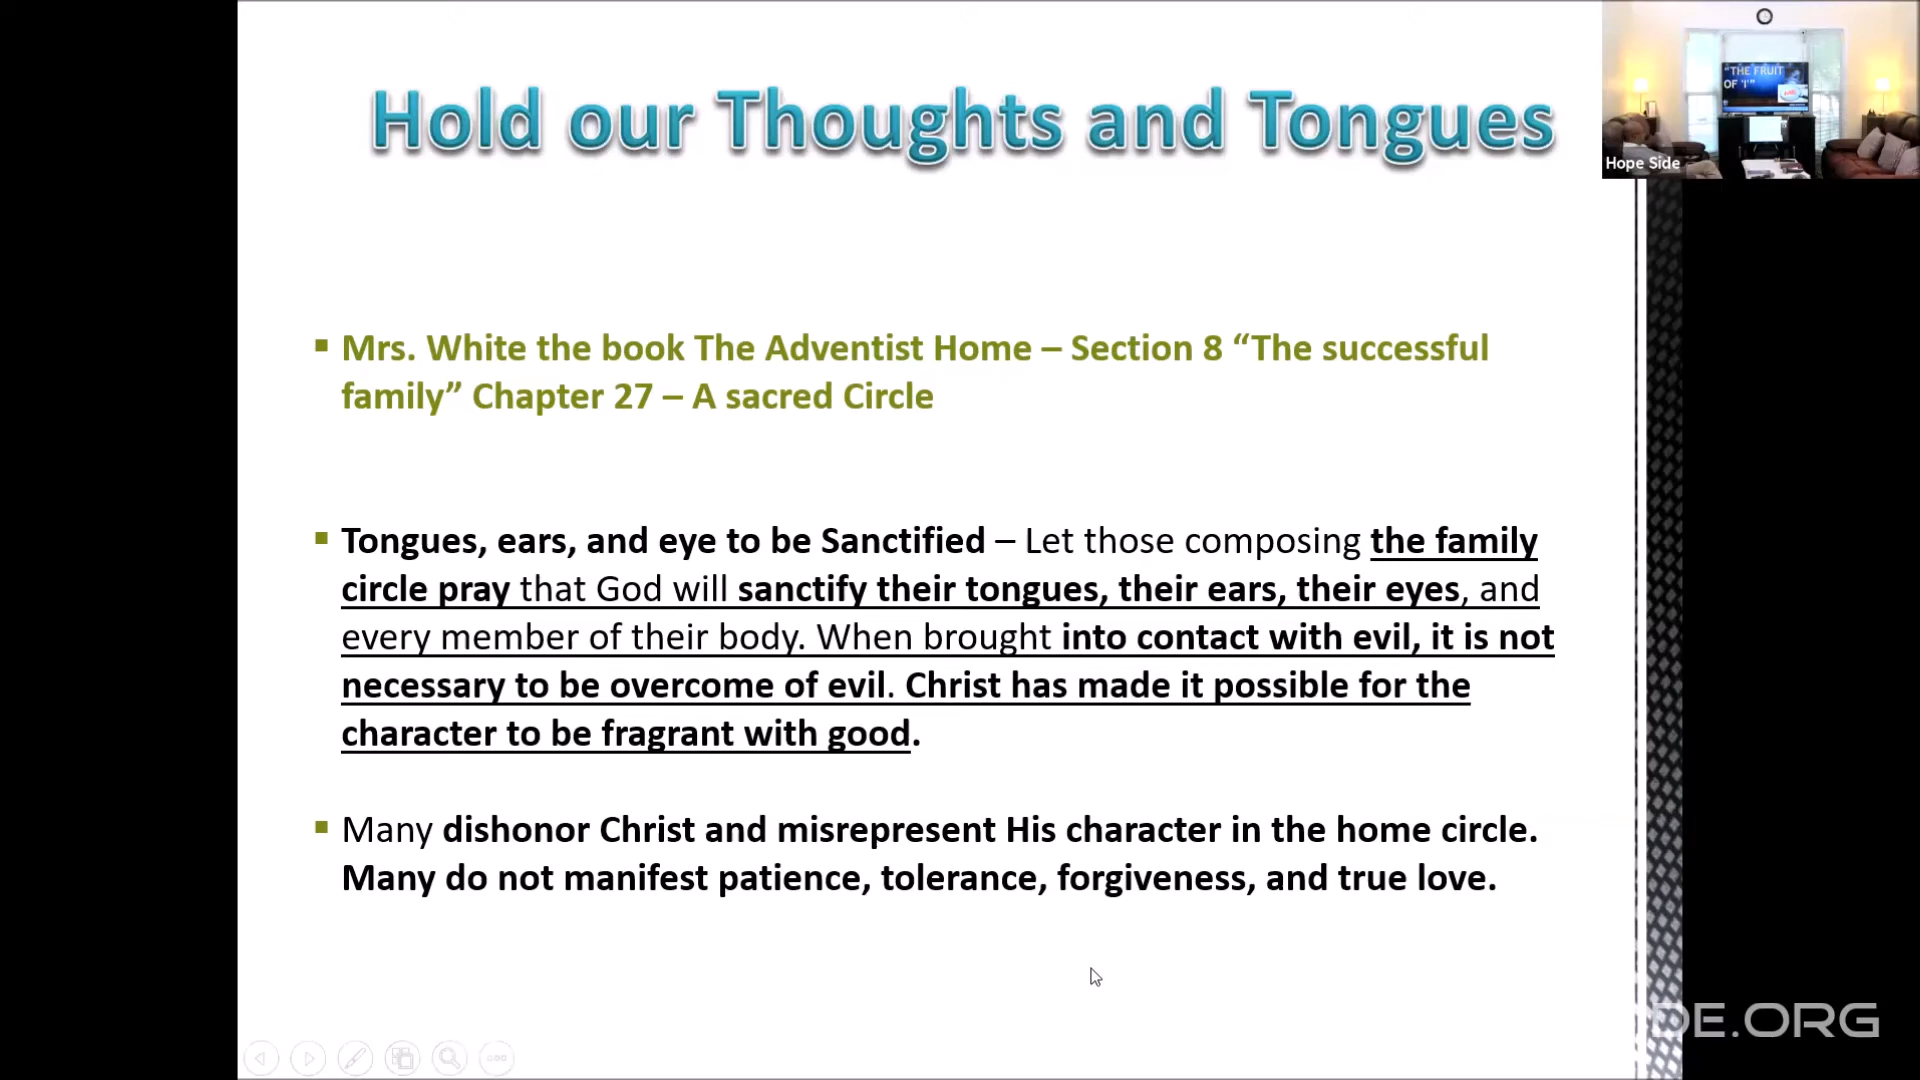 Hold our Thoughts and Tongues
"THE FRUIT
OF 'I'"
Hope Side
▪ Mrs. White the book The Adventist Home – Section 8 “The successful
family” Chapter 27 – A sacred Circle
▪ Tongues, ears, and eye to be Sanctified – Let those composing the family
circle pray that God will sanctify their tongues, their ears, their eyes, and
every member of their body. When brought into contact with evil, it is not
necessary to be overcome of evil. Christ has made it possible for the
character to be fragrant with good.
▪ Many dishonor Christ and misrepresent His character in the home circle.
Many do not manifest patience, tolerance, forgiveness, and true love.
DE.ORG